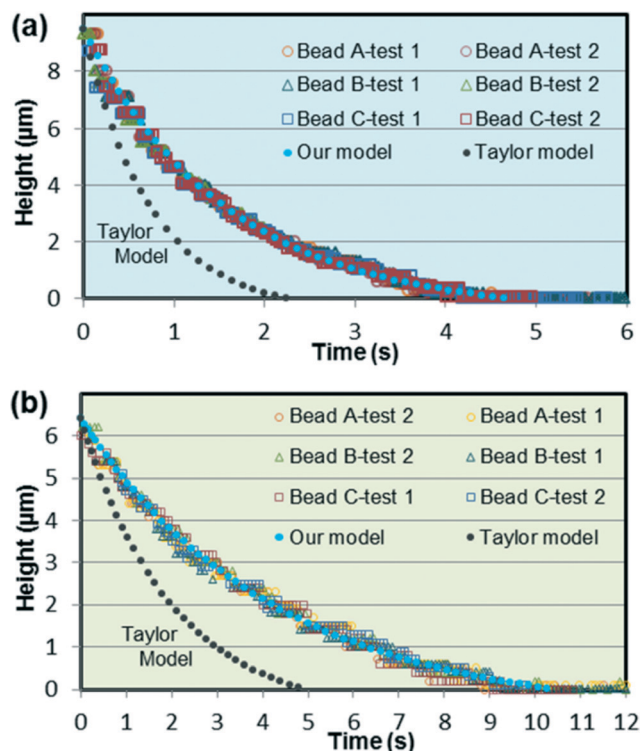 (a)
Bead A-test 1 Bead A-test 2
Bead B-test 1 Bead B-test 2
Bead C-test 1 Bead C-test 2
Our model Taylor model
Taylor
Model
Height (µm)
8
6
4
2
0
0 1 2 3 4 5 6
Time (s)
(b)
Bead A-test 2 Bead A-test 1
Bead B-test 2 Bead B-test 1
Bead C-test 1 Bead C-test 2
Our model Taylor model
Taylor
Model
Height (µm)
6
5
4
3
2
1
0
0 1 2 3 4 5 6 7 8 9 10 11 12
Time (s)